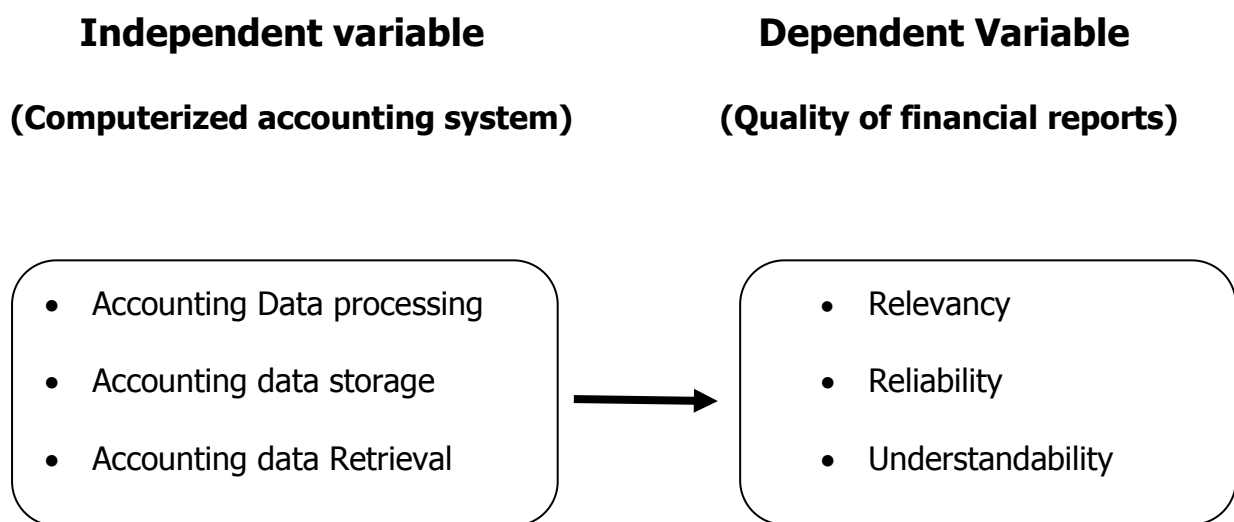 Independent variable
(Computerized accounting system)
Dependent Variable
(Quality of financial reports)
• Accounting Data processing
• Accounting data storage
• Accounting data Retrieval
• Relevancy
• Reliability
• Understandability